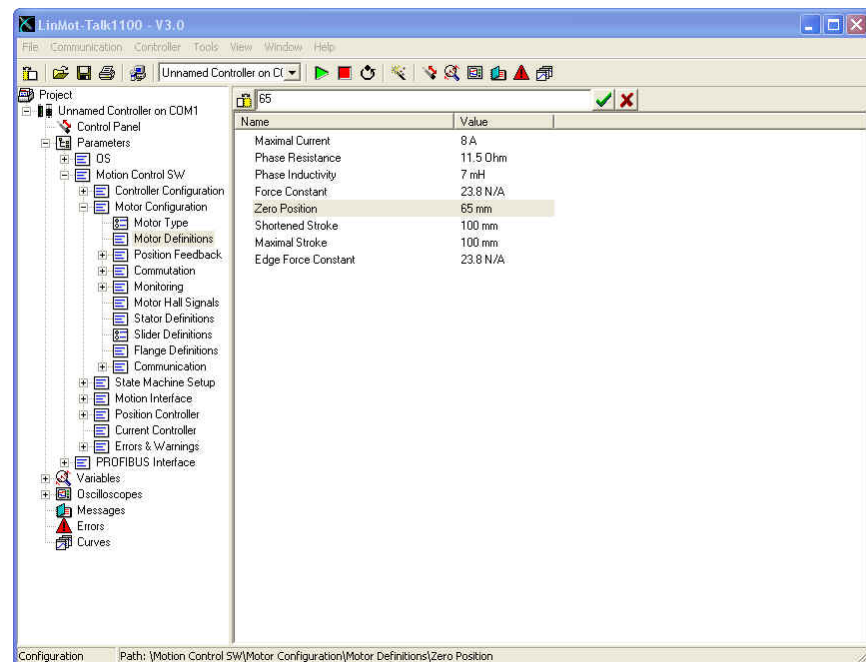 LinMot-Talk1100 - V3.0
File Communication Controller Tools View Window Help
Unnamed Controller on C(
Project
Unnamed Controller on COM1
Control Panel
Parameters
OS
Motion Control SW
Controller Configuration
Motor Configuration
Motor Type
Motor Definitions
Position Feedback
Commutation
Monitoring
Motor Hall Signals
Stator Definitions
Slider Definitions
Flange Definitions
Communication
State Machine Setup
Motion Interface
Position Controller
Current Controller
Errors & Warnings
PROFIBUS Interface
Variables
Oscilloscopes
Messages
Errors
Curves
65
Name Value
Maximal Current 8 A
Phase Resistance 11.5 Ohm
Phase Inductivity 7 mH
Force Constant 23.8 N/A
Zero Position 65 mm
Shortened Stroke 100 mm
Maximal Stroke 100 mm
Edge Force Constant 23.8 N/A
Configuration Path: \Motion Control SW\Motor Configuration\Motor Definitions\Zero Position